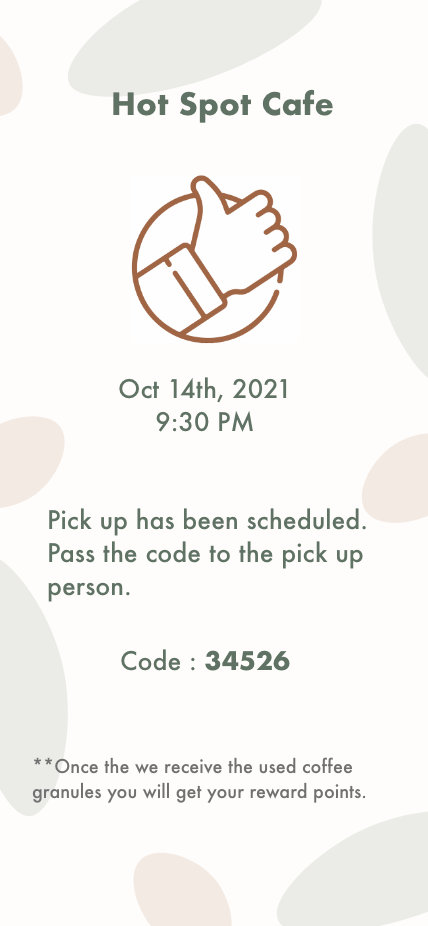 Hot Spot Cafe
Oct 14th, 2021
9:30 PM
Pick up has been scheduled.
Pass the code to the pick up
person.
Code : 34526
**Once the we receive the used coffee
granules you will get your reward points.